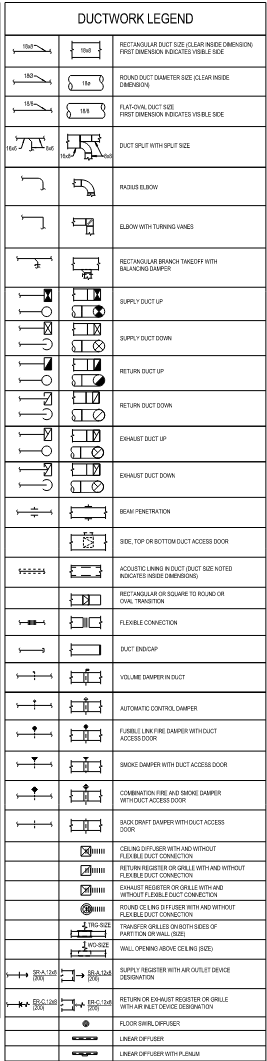 DUCTWORK LEGEND
18x8 18x8 RECTANGULAR DUCT SIZE (CLEAR INSIDE DIMENSION)
FIRST DIMENSION INDICATES VISIBLE SIDE
18Ø 18ø ROUND DUCT DIAMETER SIZE (CLEAR INSIDE
DIMENSION)
18/8 18/8 FLAT-OVAL DUCT SIZE
FIRST DIMENSION INDICATES VISIBLE SIDE
DUCT SPLIT WITH SPLIT SIZE
16x8 8x8 16x8 8x8
RADIUS ELBOW
ELBOW WITH TURNING VANES
RECTANGULAR BRANCH TAKEOFF WITH
BALANCING DAMPER
SUPPLY DUCT UP
SUPPLY DUCT DOWN
RETURN DUCT UP
RETURN DUCT DOWN
EXHAUST DUCT UP
EXHAUST DUCT DOWN
BEAM PENETRATION
SIDE, TOP OR BOTTOM DUCT ACCESS DOOR
ACOUSTIC LINING IN DUCT (DUCT SIZE NOTED
INDICATES INSIDE DIMENSIONS)
RECTANGULAR OR SQUARE TO ROUND OR
OVAL TRANSITION
FLEXIBLE CONNECTION
DUCT END/CAP
VOLUME DAMPER IN DUCT
AUTOMATIC CONTROL DAMPER
FUSIBLE LINK FIRE DAMPER WITH DUCT
ACCESS DOOR
SMOKE DAMPER WITH DUCT ACCESS DOOR
COMBINATION FIRE AND SMOKE DAMPER
WITH DUCT ACCESS DOOR
BACK DRAFT DAMPER WITH DUCT ACCESS
DOOR
CEILING DIFFUSER WITH AND WITHOUT
FLEXIBLE DUCT CONNECTION
RETURN REGISTER OR GRILLE WITH AND WITHOUT
FLEXIBLE DUCT CONNECTION
EXHAUST REGISTER OR GRILLE WITH AND
WITHOUT FLEXIBLE DUCT CONNECTION
ROUND CEILING DIFFUSER WITH AND WITHOUT
FLEXIBLE DUCT CONNECTION
TRG-SIZE TRANSFER GRILLES ON BOTH SIDES OF
PARTITION OR WALL (SIZE)
WO-SIZE WALL OPENING ABOVE CEILING (SIZE)
SR-A,12x8 SR-A,12x8 SUPPLY REGISTER WITH AIR OUTLET DEVICE
(200) (200) DESIGNATION
ER-C,12x8 ER-C,12x8 RETURN OR EXHAUST REGISTER OR GRILLE
(200) (200) WITH AIR INLET DEVICE DESIGNATION
FLOOR SWIRL DIFFUSER
LINEAR DIFFUSER
LINEAR DIFFUSER WITH PLENUM